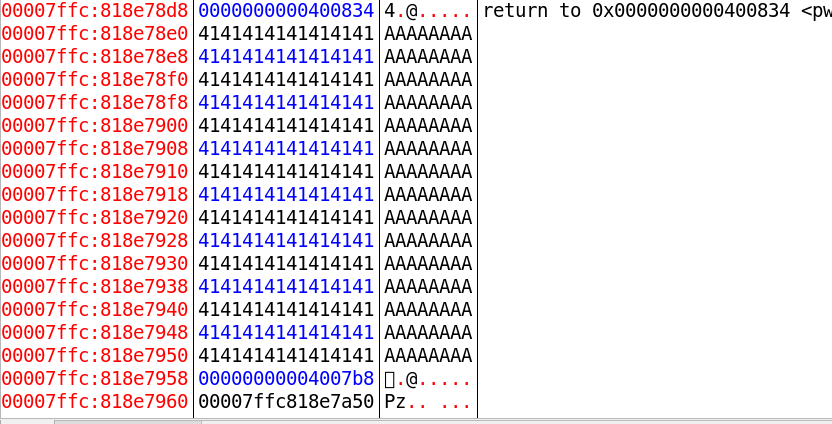 00007ffc:818e78d8 0000000000400834 4.@..... return to 0x0000000000400834 <pw
00007ffc:818e78e0 4141414141414141 AAAAAAAA
00007ffc:818e78e8 4141414141414141 AAAAAAAA
00007ffc:818e78f0 4141414141414141 AAAAAAAA
00007ffc:818e78f8 4141414141414141 AAAAAAAA
00007ffc:818e7900 4141414141414141 AAAAAAAA
00007ffc:818e7908 4141414141414141 AAAAAAAA
00007ffc:818e7910 4141414141414141 AAAAAAAA
00007ffc:818e7918 4141414141414141 AAAAAAAA
00007ffc:818e7920 4141414141414141 AAAAAAAA
00007ffc:818e7928 4141414141414141 AAAAAAAA
00007ffc:818e7930 4141414141414141 AAAAAAAA
00007ffc:818e7938 4141414141414141 AAAAAAAA
00007ffc:818e7940 4141414141414141 AAAAAAAA
00007ffc:818e7948 4141414141414141 AAAAAAAA
00007ffc:818e7950 4141414141414141 AAAAAAAA
00007ffc:818e7958 00000000004007b8 ▯.@.....
00007ffc:818e7960 00007ffc818e7a50 Pz.. ...